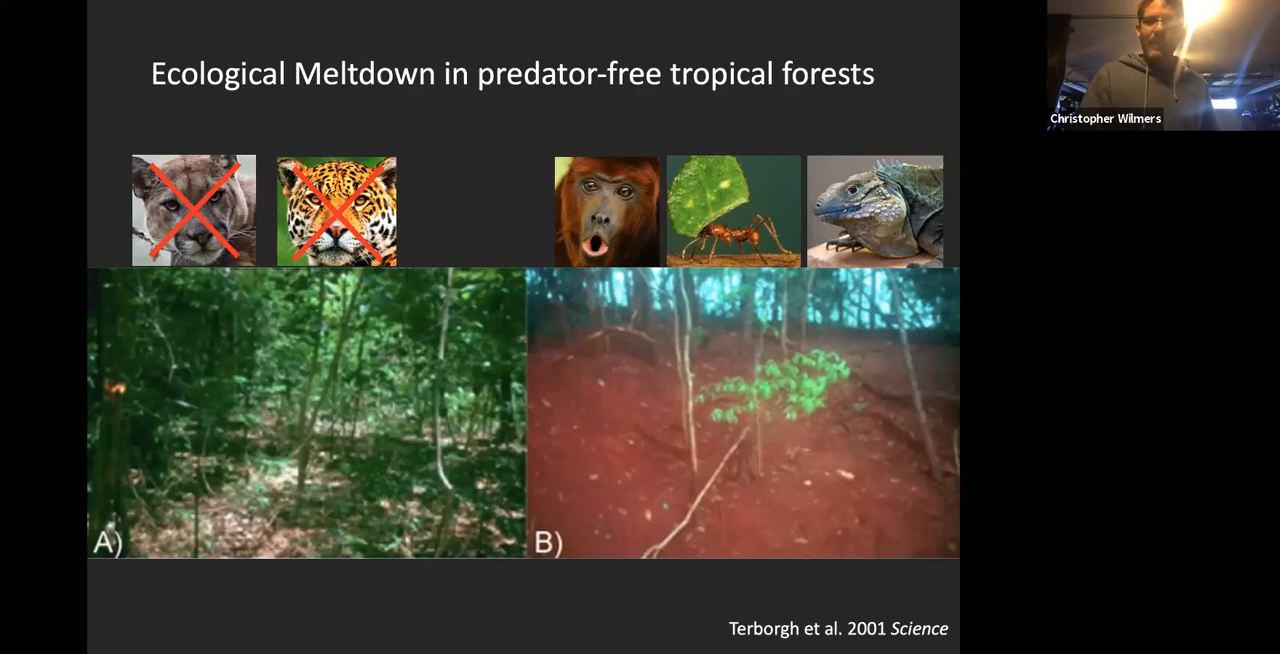 Ecological Meltdown in predator-free tropical forests
Christopher Wilmers
A)
B)
Terborgh et al. 2001 Science